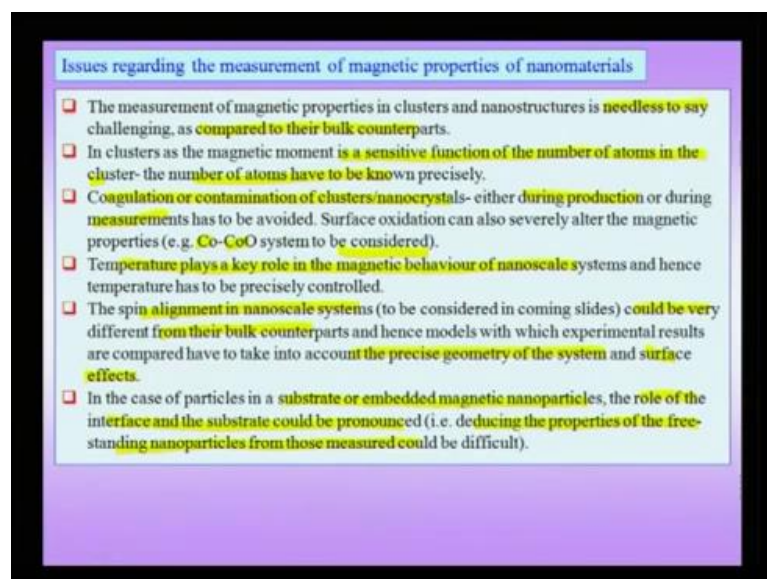 Issues regarding the measurement of magnetic properties of nanomaterials
The measurement of magnetic properties in clusters and nanostructures is needless to say
challenging, as compared to their bulk counterparts.
In clusters as the magnetic moment is a sensitive function of the number of atoms in the
cluster- the number of atoms have to be known precisely.
Coagulation or contamination of clusters/nanocrystals- either during production or during
measurements has to be avoided. Surface oxidation can also severely alter the magnetic
properties (e.g. Co-CoO system to be considered).
Temperature plays a key role in the magnetic behaviour of nanoscale systems and hence
temperature has to be precisely controlled.
The spin alignment in nanoscale systems (to be considered in coming slides) could be very
different from their bulk counterparts and hence models with which experimental results
are compared have to take into account the precise geometry of the system and surface
effects.
In the case of particles in a substrate or embedded magnetic nanoparticles, the role of the
interface and the substrate could be pronounced (i.e. deducing the properties of the free-
standing nanoparticles from those measured could be difficult).